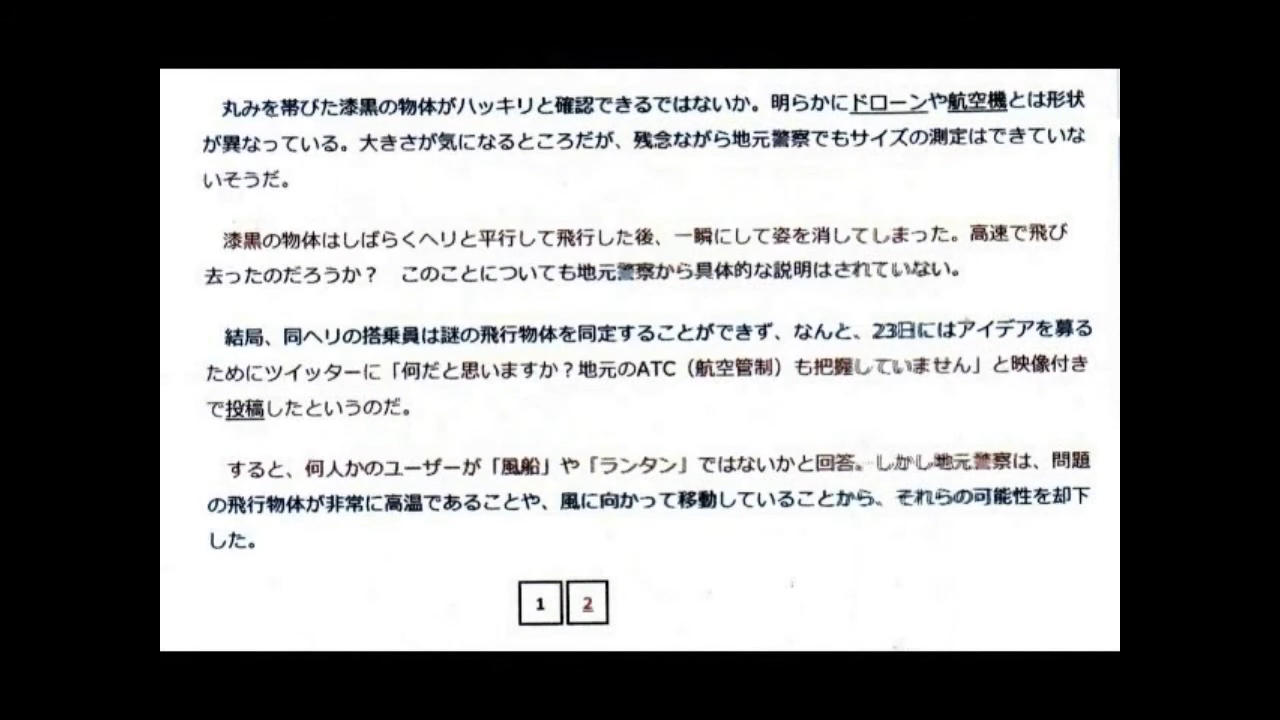 丸みを帯びた漆黒の物体がハッキリと確認できるではないか。明らかにドローンや航空機とは形状
が異なっている。大きさが気になるところだが、残念ながら地元警察でもサイズの測定はできていな
いそうだ。
漆黒の物体はしばらくヘリと平行して飛行した後、一瞬にして姿を消してしまった。高速で飛び
去ったのだろうか？　このことについても地元警察から具体的な説明はされていない。
結局、同ヘリの搭乗員は謎の飛行物体を同定することができず、なんと、23日にはアイデアを募る
ためにツイッターに「何だと思いますか？地元のATC（航空管制）も把握していません」と映像付き
で投稿したというのだ。
すると、何人かのユーザーが「風船」や「ランタン」ではないかと回答。しかし地元警察は、問題
の飛行物体が非常に高温であることや、風に向かって移動していることから、それらの可能性を却下
した。
1 2